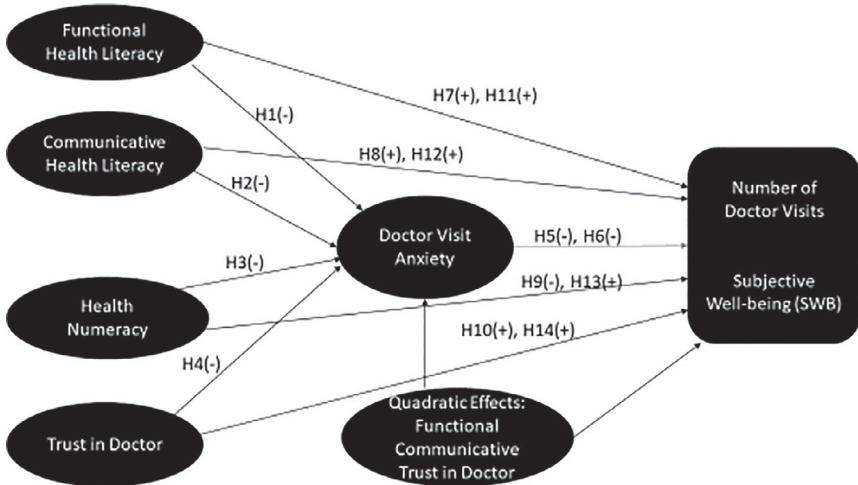 Functional
Health Literacy
H7(+), H11(+)
H1(-)
Communicative
Health Literacy
H8(+), H12(+)
H2(-)
Number of
Doctor Visits
Doctor Visit
Anxiety
H5(-), H6(-)
H3(-)
Subjective
Well-being (SWB)
H9(-), H13(±)
Health
Numeracy
H10(+), H14(+)
H4(-)
Quadratic Effects:
Functional
Communicative
Trust in Doctor
Trust in Doctor